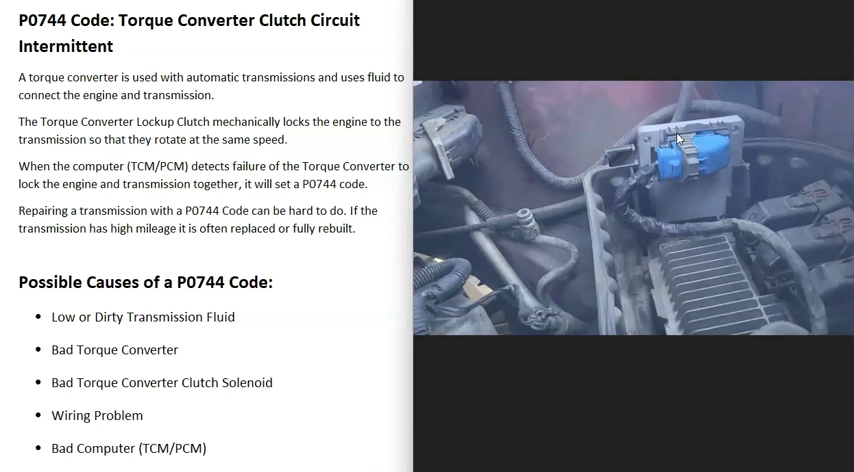 P0744 Code: Torque Converter Clutch Circuit
Intermittent
A torque converter is used with automatic transmissions and uses fluid to
connect the engine and transmission.
The Torque Converter Lockup Clutch mechanically locks the engine to the
transmission so that they rotate at the same speed.
When the computer (TCM/PCM) detects failure of the Torque Converter to
lock the engine and transmission together, it will set a P0744 code.
Repairing a transmission with a P0744 Code can be hard to do. If the
transmission has high mileage it is often replaced or fully rebuilt.
Possible Causes of a P0744 Code:
• Low or Dirty Transmission Fluid
• Bad Torque Converter
• Bad Torque Converter Clutch Solenoid
• Wiring Problem
• Bad Computer (TCM/PCM)